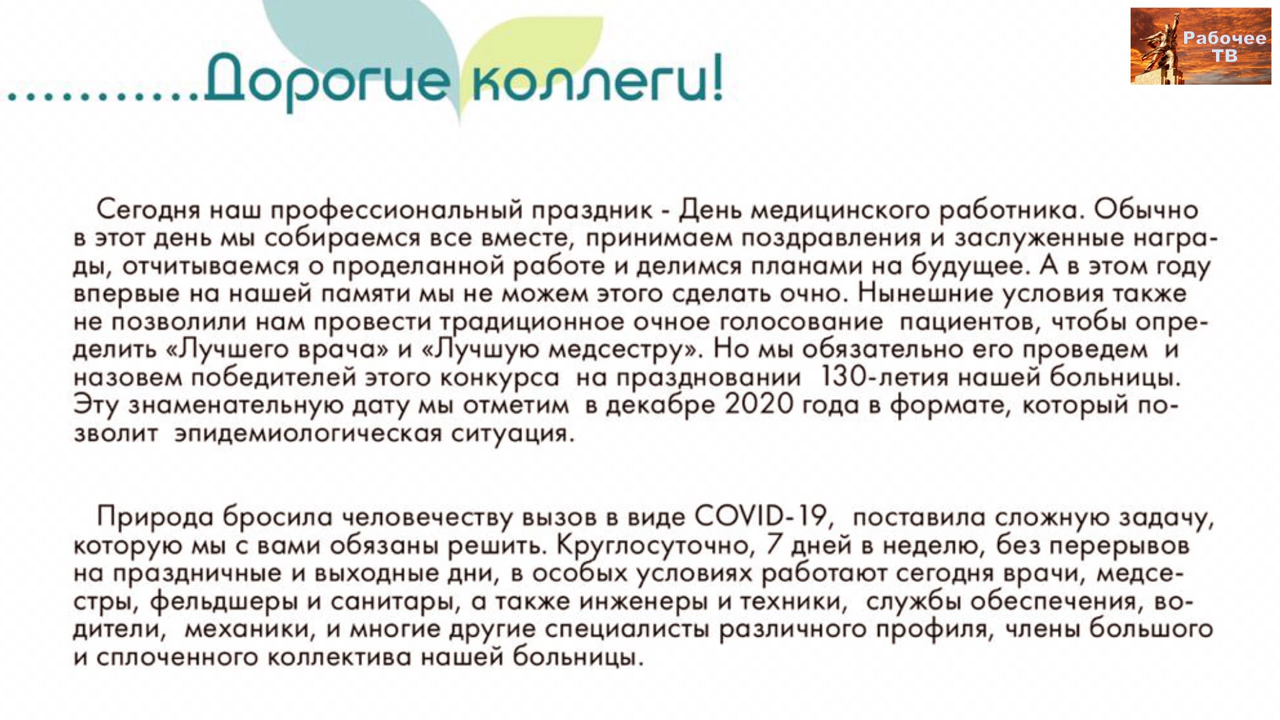 ...........Дорогие коллеги!
Рабочее
ТВ
Сегодня наш профессиональный праздник - День медицинского работника. Обычно
в этот день мы собираемся все вместе, принимаем поздравления и заслуженные награ-
ды, отчитываемся о проделанной работе и делимся планами на будущее. А в этом году
впервые на нашей памяти мы не можем этого сделать очно. Нынешние условия также
не позволили нам провести традиционное очное голосование пациентов, чтобы опре-
делить «Лучшего врача» и «Лучшую медсестру». Но мы обязательно его проведем и
назовем победителей этого конкурса на праздновании 130-летия нашей больницы.
Эту знаменательную дату мы отметим в декабре 2020 года в формате, который по-
зволит эпидемиологическая ситуация.
Природа бросила человечеству вызов в виде COVID-19, поставила сложную задачу,
которую мы с вами обязаны решить. Круглосуточно, 7 дней в неделю, без перерывов
на праздничные и выходные дни, в особых условиях работают сегодня врачи, медсе-
стры, фельдшеры и санитары, а также инженеры и техники, службы обеспечения, во-
дители, механики, и многие другие специалисты различного профиля, члены большого
и сплоченного коллектива нашей больницы.